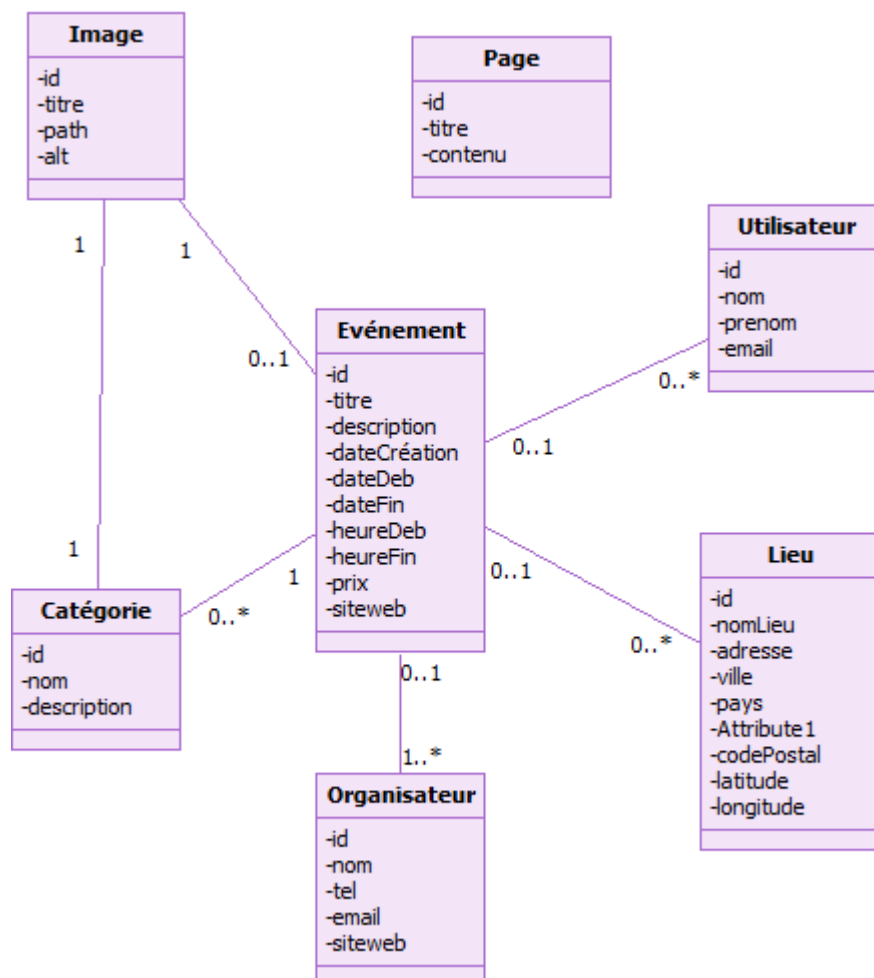 Image
-id
-titre
-path
-alt
Page
-id
-titre
-contenu
Utilisateur
-id
-nom
-prenom
-email
1
1
0..1
0..*
0..1
Evénement
-id
-titre
-description
-dateCréation
-dateDeb
-dateFin
-heureDeb
-heureFin
-prix
-siteweb
1
1
0..*
0..1
0..*
Catégorie
-id
-nom
-description
Lieu
-id
-nomLieu
-adresse
-ville
-pays
-Attribute1
-codePostal
-latitude
-longitude
0..1
1..*
Organisateur
-id
-nom
-tel
-email
-siteweb